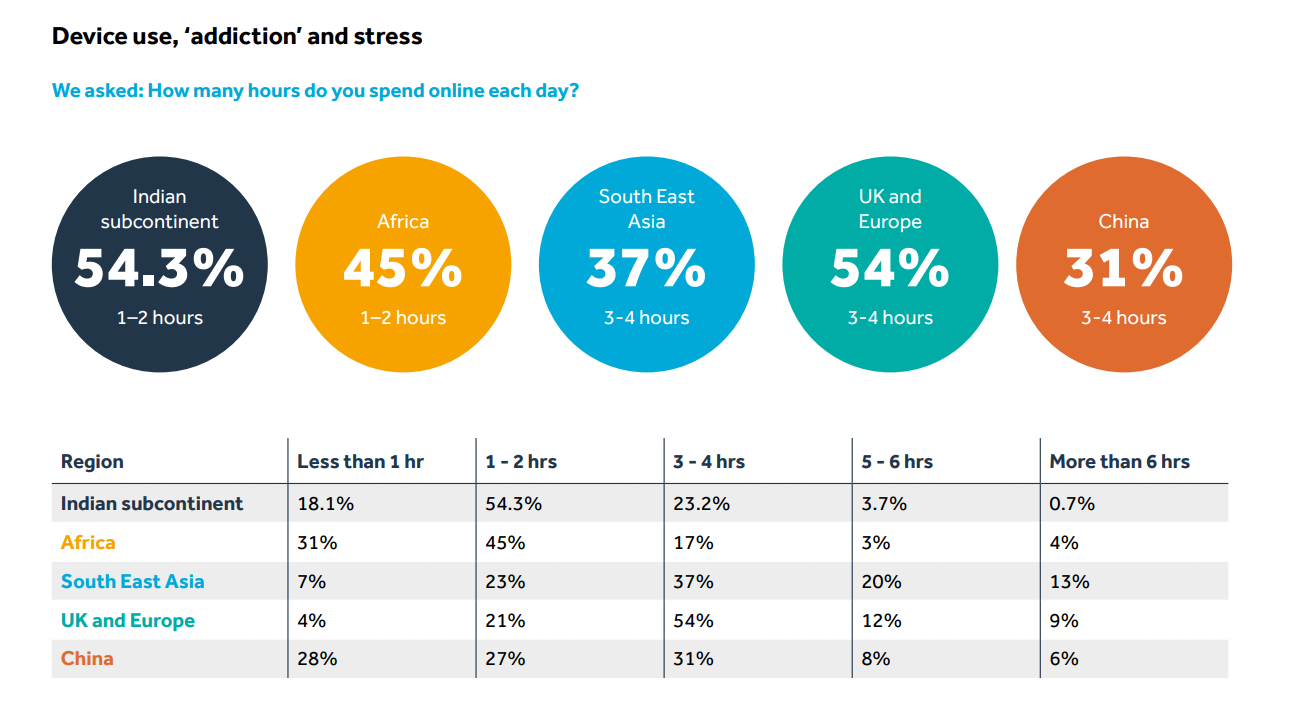 Device use, ‘addiction’ and stress
We asked: How many hours do you spend online each day?
Indian
subcontinent
54.3%
1–2 hours
Africa
45%
1–2 hours
South East
Asia
37%
3-4 hours
UK and
Europe
54%
3-4 hours
China
31%
3-4 hours
Region Less than 1 hr 1 - 2 hrs 3 - 4 hrs 5 - 6 hrs More than 6 hrs
Indian subcontinent 18.1% 54.3% 23.2% 3.7% 0.7%
Africa 31% 45% 17% 3% 4%
South East Asia 7% 23% 37% 20% 13%
UK and Europe 4% 21% 54% 12% 9%
China 28% 27% 31% 8% 6%